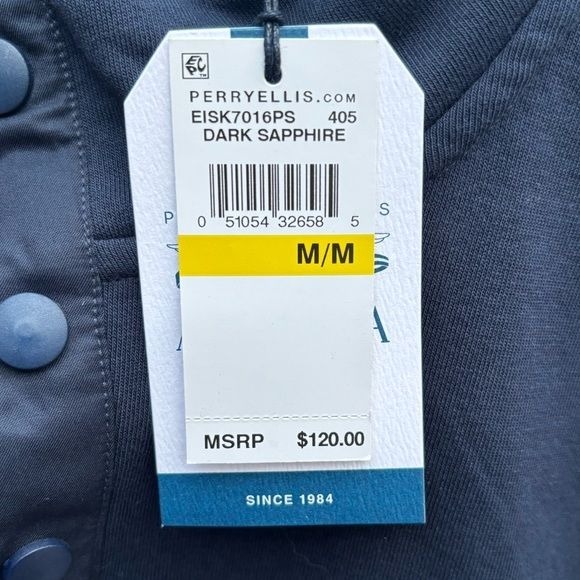 PERRYELLIS.COM
EISK7016PS 405
DARK SAPPHIRE
0 51054 32658 5
P S
M/M
A A
MSRP $120.00
SINCE 1984